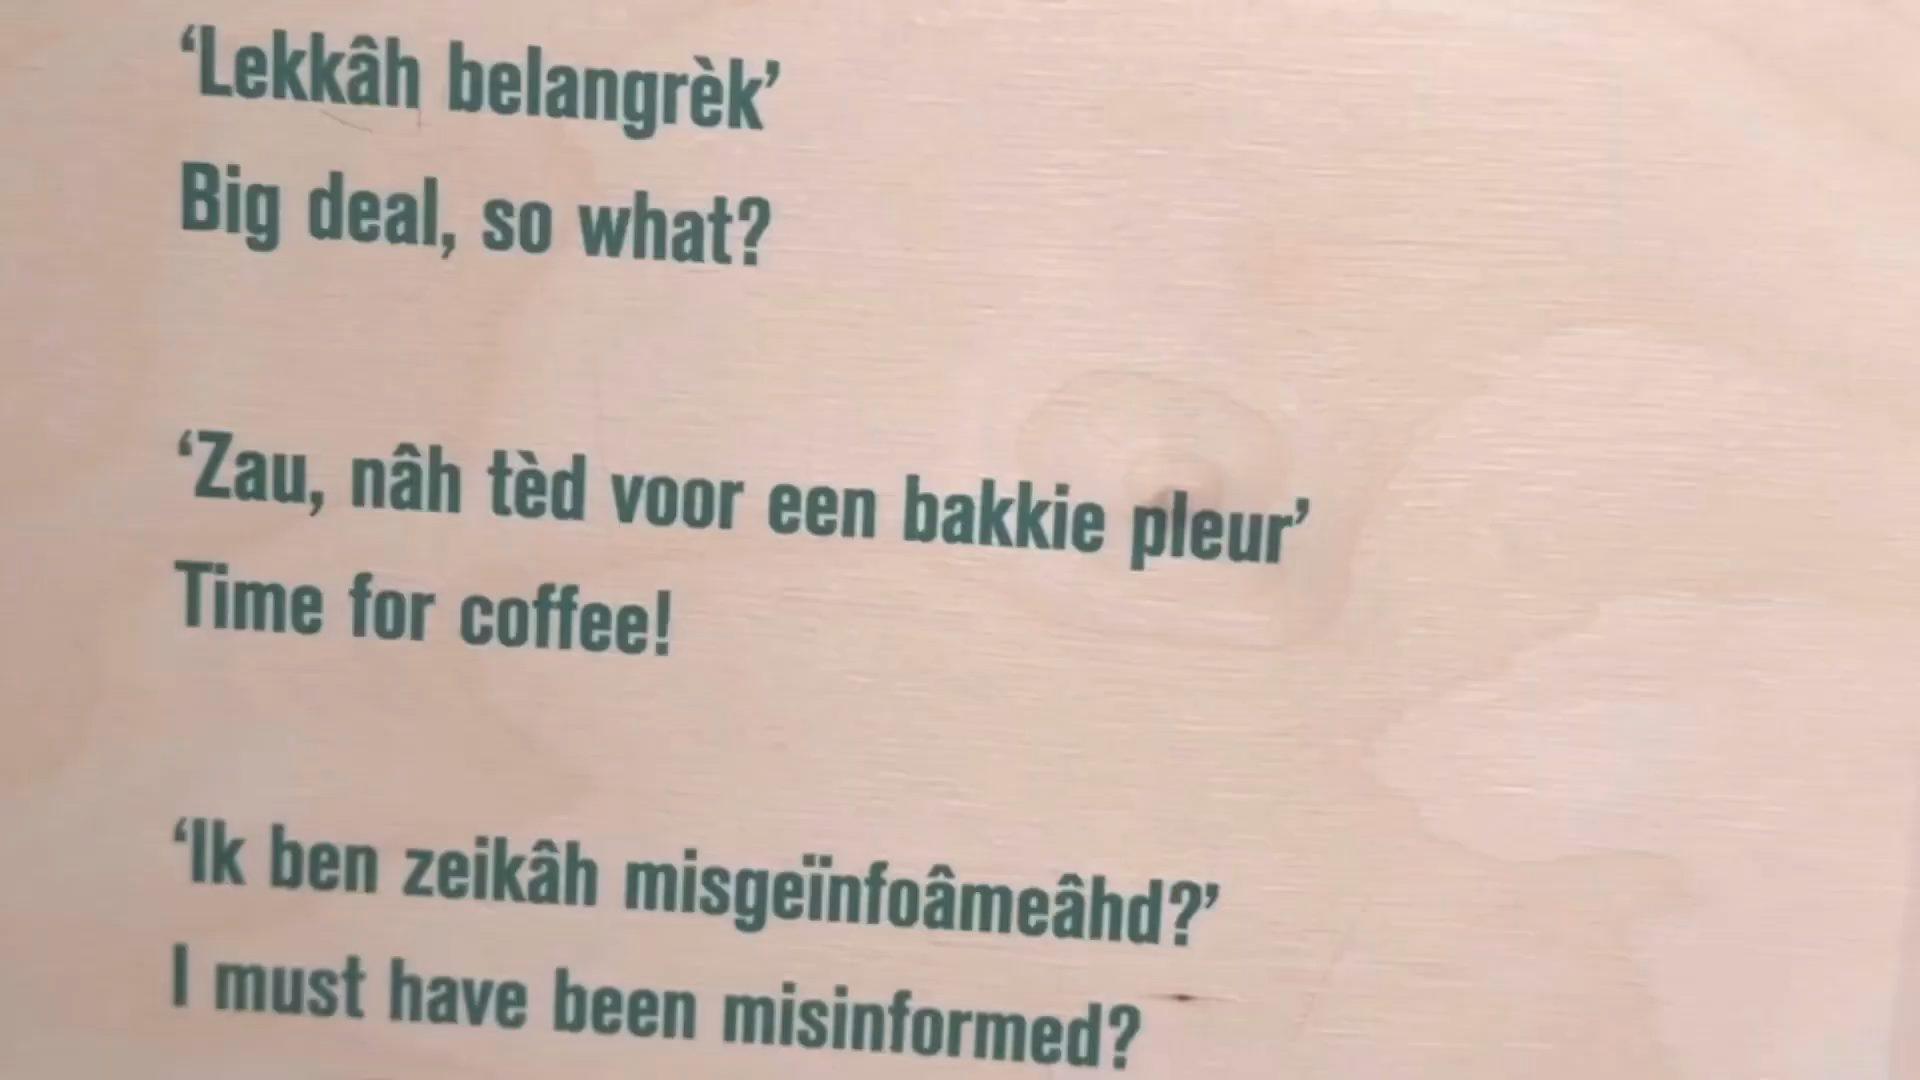 ‘Lekkâh belangrèk’
Big deal, so what?
‘Zau, nâh tèd voor een bakkie pleur’
Time for coffee!
‘Ik ben zeikâh misgeïnfoâmeâhd?’
I must have been misinformed?